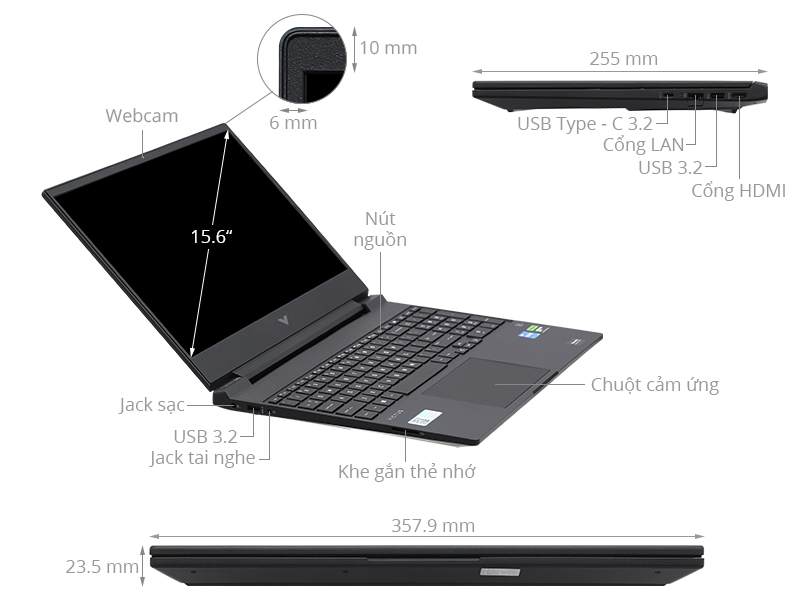 10 mm
6 mm
255 mm
USB Type - C 3.2
Cổng LAN
USB 3.2
Cổng HDMI
Webcam
15.6“
Nút
nguồn
Chuột cảm ứng
Jack sạc
USB 3.2
Jack tai nghe
Khe gắn thẻ nhớ
VICTUS
357.9 mm
23.5 mm